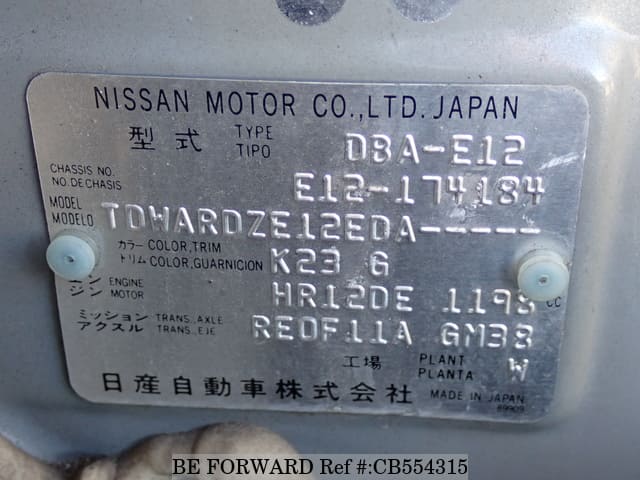 NISSAN MOTOR CO.,LTD. JAPAN
型式 TYPE TIPO DBA-E12
CHASSIS NO. NO. DE CHASIS E12-174184
MODEL MODELO TDWARDZE12EDA-----
カラー COLOR, TRIM
トリム COLOR, GUARNICION K23 G
ジン ENGINE MOTOR HR12DE 1198 CC
ミッション TRANS., AXLE
アクスル TRANS., EJE RE0F11A GM38
工場 PLANT PLANTA W
日産自動車株式会社 MADE IN JAPAN
89909
BE FORWARD Ref #:CB554315